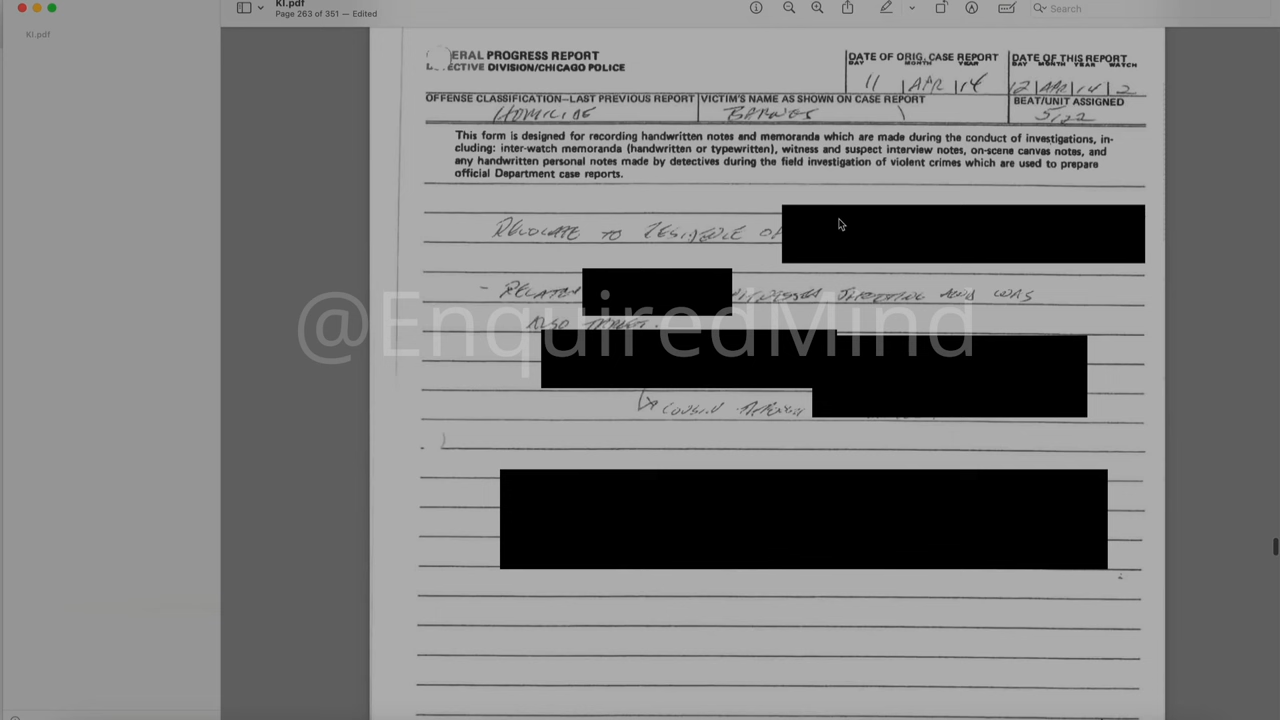 KI.pdf
Page 263 of 351 — Edited
Search
KI.pdf
ERAL PROGRESS REPORT
ECTIVE DIVISION/CHICAGO POLICE
DATE OF ORIG. CASE REPORT
DAY MONTH YEAR
11 APR 14
DATE OF THIS REPORT
DAY MONTH YEAR WATCH
12 APR 14 2
OFFENSE CLASSIFICATION—LAST PREVIOUS REPORT
HOMICIDE
VICTIM'S NAME AS SHOWN ON CASE REPORT
BARNES
BEAT/UNIT ASSIGNED
5122
This form is designed for recording handwritten notes and memoranda which are made during the conduct of investigations, in-
cluding: inter-watch memoranda (handwritten or typewritten), witness and suspect interview notes, on-scene canvas notes, and
any handwritten personal notes made by detectives during the field investigation of violent crimes which are used to prepare
official Department case reports.
RELOCATE TO RESIDENCE OF
WITNESSED SHOOTING AND WAS
ALSO TARGET.
COUSIN
@EnquiredMind